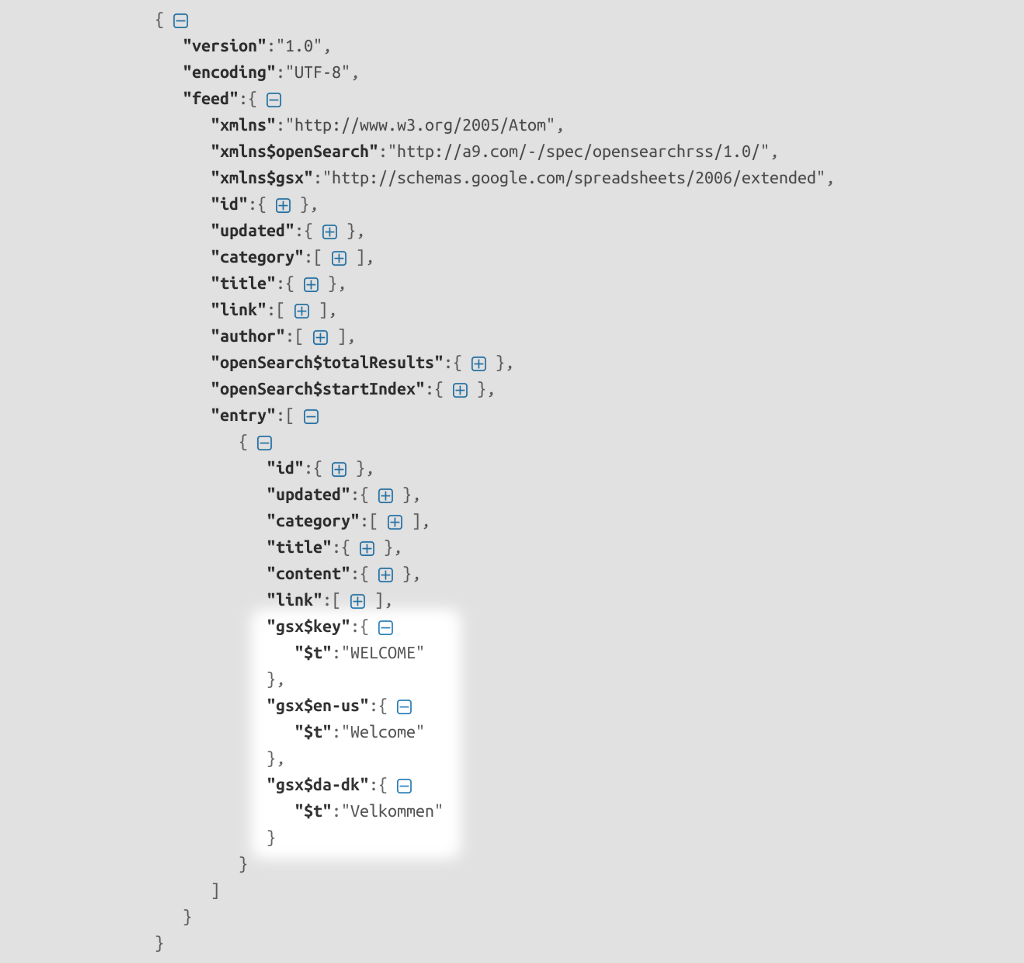 {
"version":"1.0",
"encoding":"UTF-8",
"feed":{
"xmlns":"http://www.w3.org/2005/Atom",
"xmlns$openSearch":"http://a9.com/-/spec/opensearchrss/1.0/",
"xmlns$gsx":"http://schemas.google.com/spreadsheets/2006/extended",
"id":{ },
"updated":{ },
"category":[ ],
"title":{ },
"link":[ ],
"author":[ ],
"openSearch$totalResults":{ },
"openSearch$startIndex":{ },
"entry":[
{
"id":{ },
"updated":{ },
"category":[ ],
"title":{ },
"content":{ },
"link":[ ],
"gsx$key":{
"$t":"WELCOME"
},
"gsx$en-us":{
"$t":"Welcome"
},
"gsx$da-dk":{
"$t":"Velkommen"
}
}
]
}
}